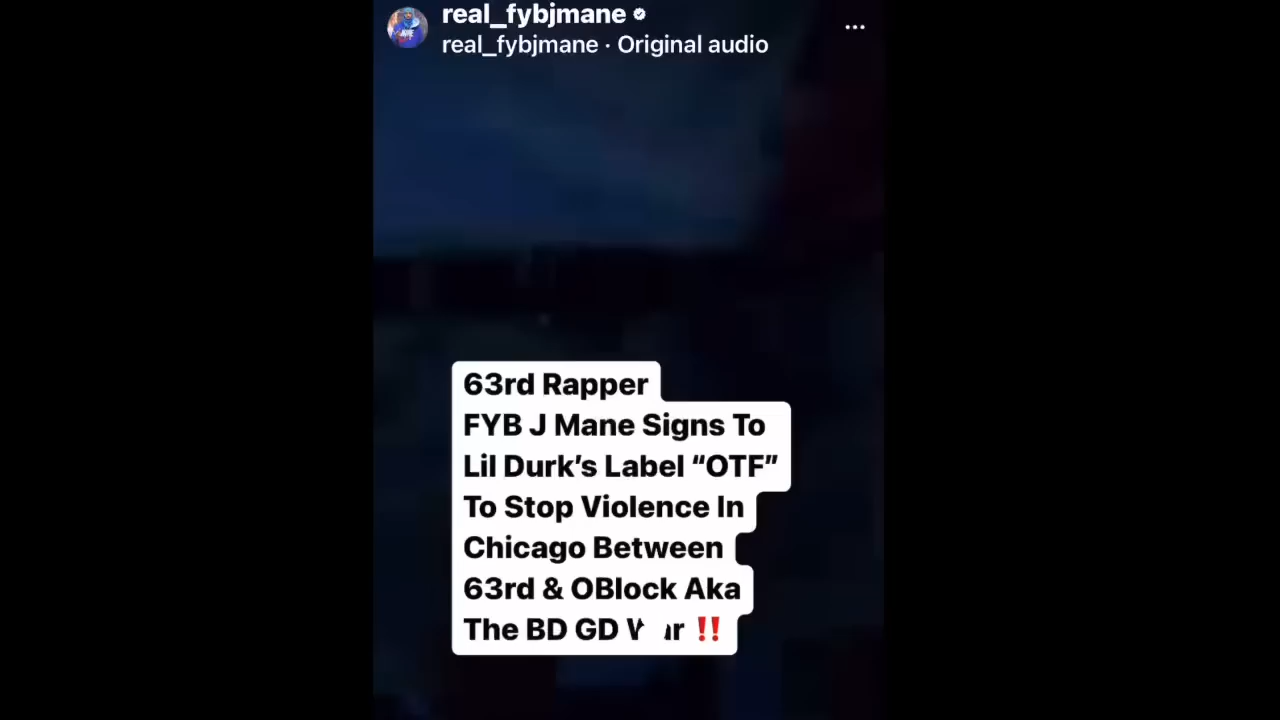 real_fybjmane
real_fybjmane · Original audio
63rd Rapper
FYB J Mane Signs To
Lil Durk’s Label “OTF”
To Stop Violence In
Chicago Between
63rd & OBlock Aka
The BD GD ‼️